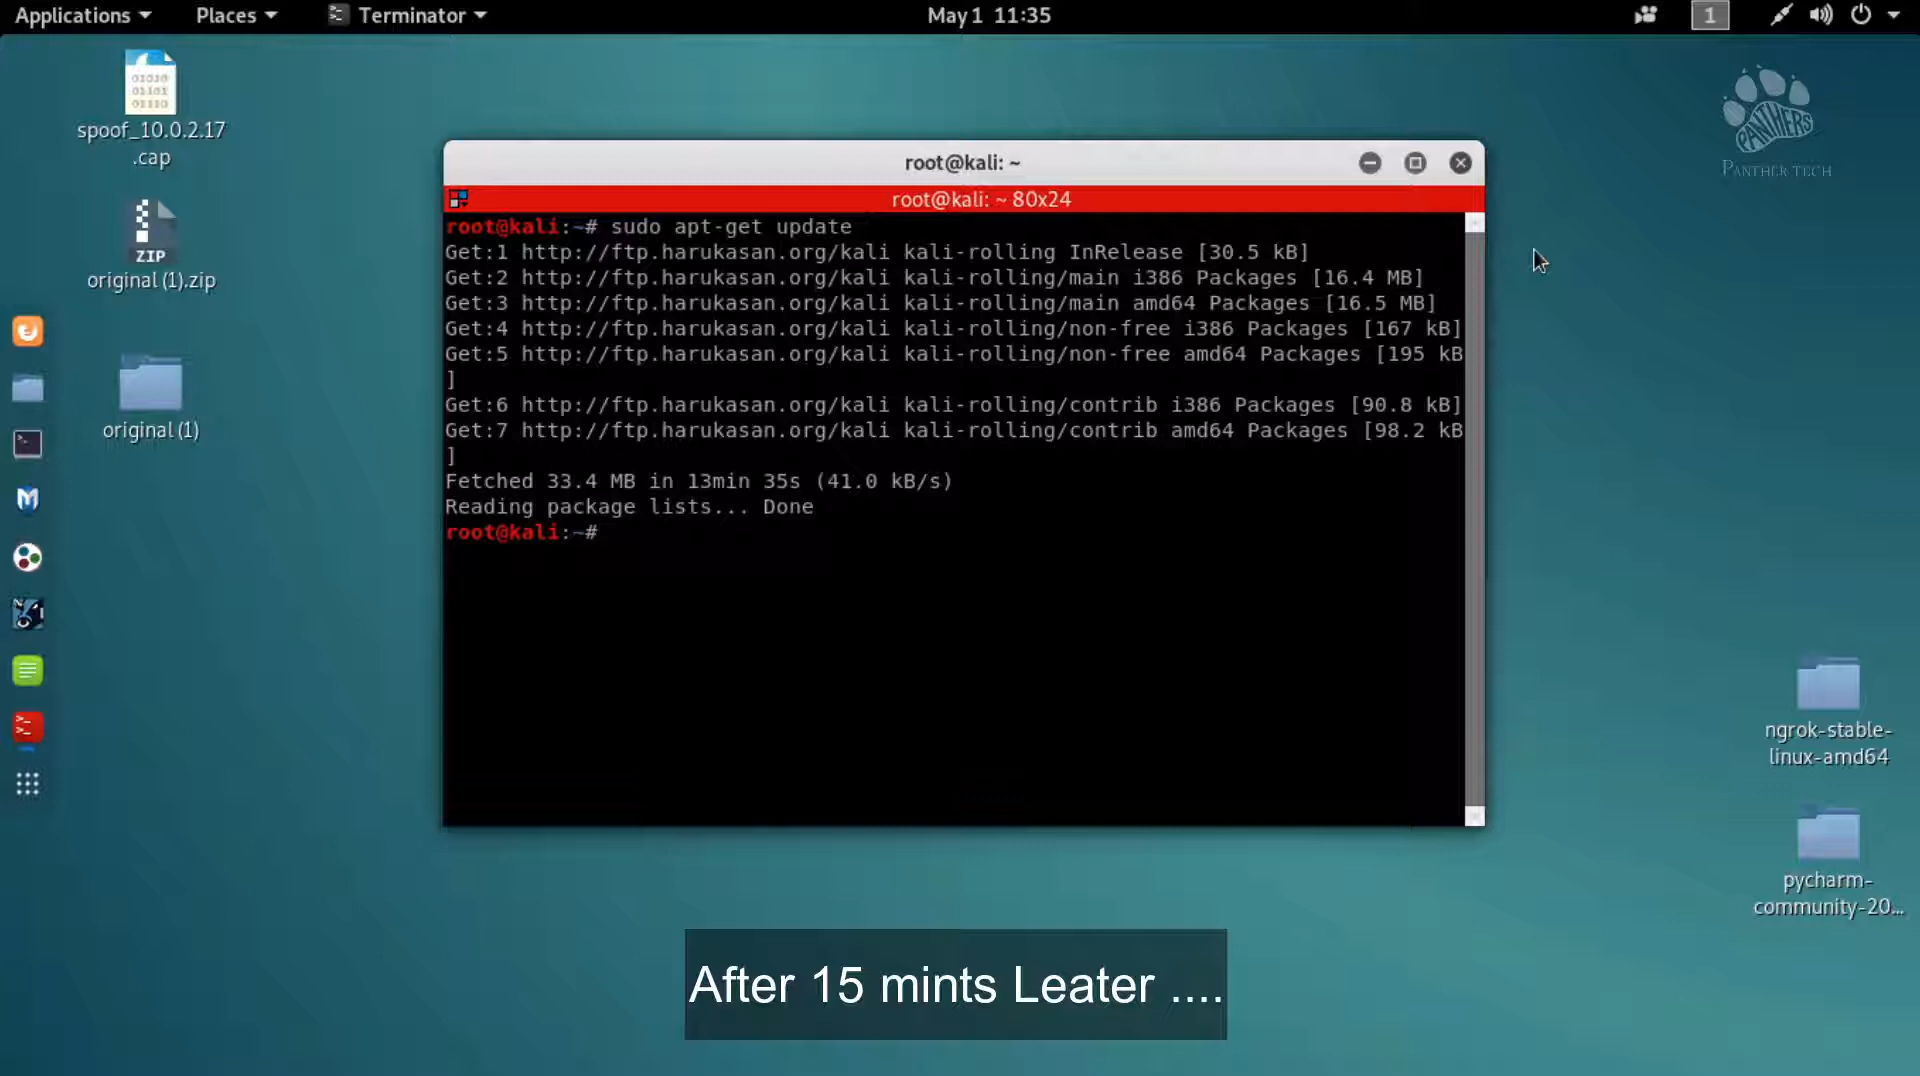 Applications
Places
Terminator
May 1 11:35
1
01010
01101
01110
spoof_10.0.2.17
.cap
ZIP
original (1).zip
original (1)
PANTHERS
PANTHER TECH
root@kali: ~
root@kali: ~ 80x24
root@kali:~# sudo apt-get update
Get:1 http://ftp.harukasan.org/kali kali-rolling InRelease [30.5 kB]
Get:2 http://ftp.harukasan.org/kali kali-rolling/main i386 Packages [16.4 MB]
Get:3 http://ftp.harukasan.org/kali kali-rolling/main amd64 Packages [16.5 MB]
Get:4 http://ftp.harukasan.org/kali kali-rolling/non-free i386 Packages [167 kB]
Get:5 http://ftp.harukasan.org/kali kali-rolling/non-free amd64 Packages [195 kB
]
Get:6 http://ftp.harukasan.org/kali kali-rolling/contrib i386 Packages [90.8 kB]
Get:7 http://ftp.harukasan.org/kali kali-rolling/contrib amd64 Packages [98.2 kB
]
Fetched 33.4 MB in 13min 35s (41.0 kB/s)
Reading package lists... Done
root@kali:~#
ngrok-stable-
linux-amd64
pycharm-
community-20...
After 15 mints Leater ....